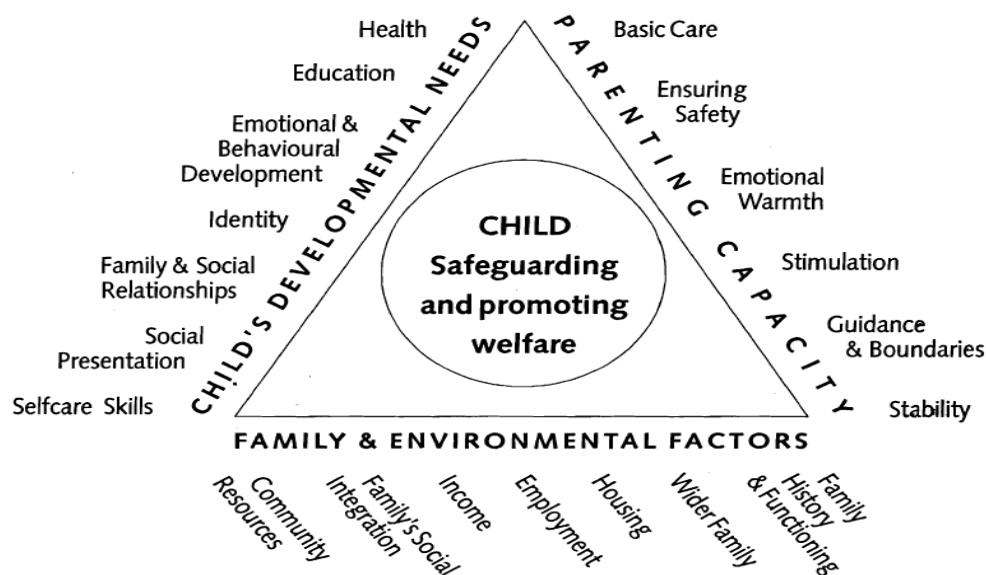 Health
Education
Emotional &
Behavioural
Development
Identity
Family & Social
Relationships
Social
Presentation
Selfcare Skills
CHILD'S DEVELOPMENTAL NEEDS
CHILD
Safeguarding
and promoting
welfare
PARENTING CAPACITY
Basic Care
Ensuring
Safety
Emotional
Warmth
Stimulation
Guidance
& Boundaries
Stability
FAMILY & ENVIRONMENTAL FACTORS
Community
Resources
Family's Social
Integration
Income
Employment
Housing
Wider Family
Family
History
& Functioning